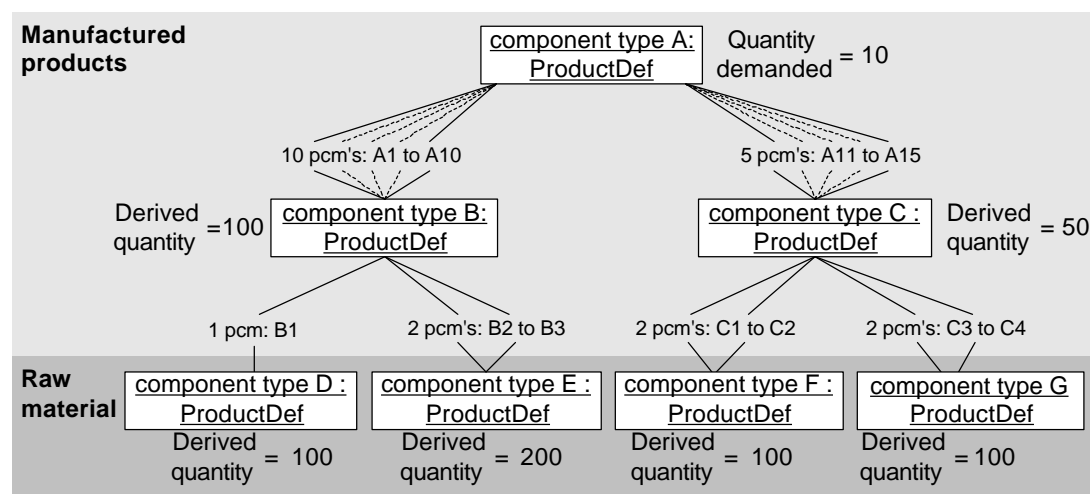 Manufactured
products
component type A:
ProductDef
Quantity
demanded = 10
10 pcm's: A1 to A10
5 pcm's: A11 to A15
Derived
quantity =100
component type B:
ProductDef
component type C :
ProductDef
Derived
quantity = 50
1 pcm: B1
2 pcm's: B2 to B3
2 pcm's: C1 to C2
2 pcm's: C3 to C4
Raw
material
component type D :
ProductDef
component type E :
ProductDef
component type F :
ProductDef
component type G
ProductDef
Derived
quantity = 100
Derived
quantity = 200
Derived
quantity = 100
Derived
quantity =100